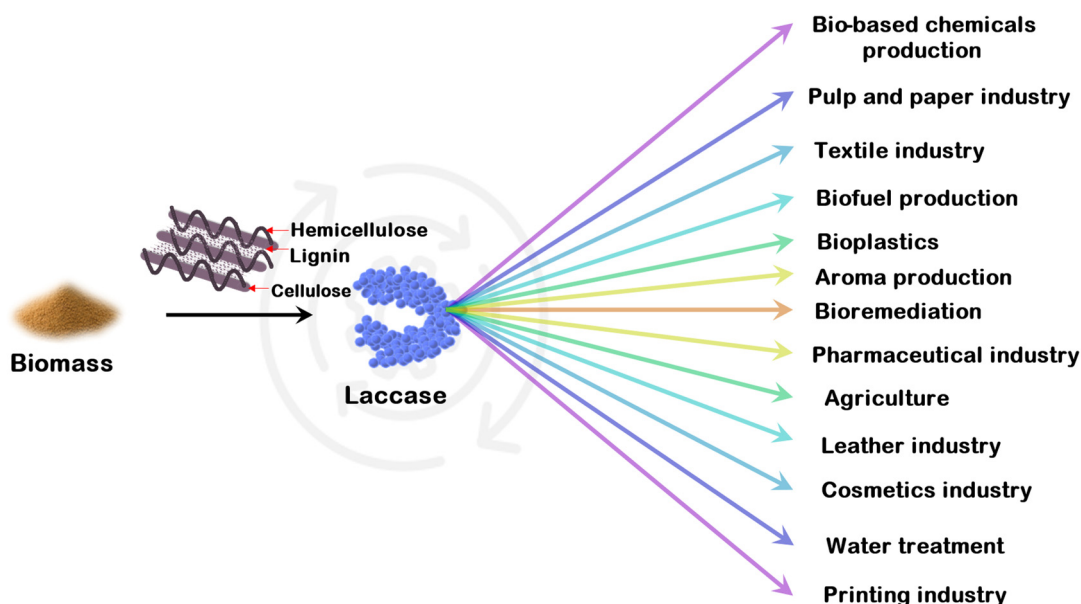 Bio-based chemicals
production
Pulp and paper industry
Textile industry
Biofuel production
Hemicellulose
Bioplastics
Lignin
Aroma production
Cellulose
Bioremediation
Biomass
Pharmaceutical industry
Laccase
Agriculture
Leather industry
Cosmetics industry
Water treatment
Printing industry